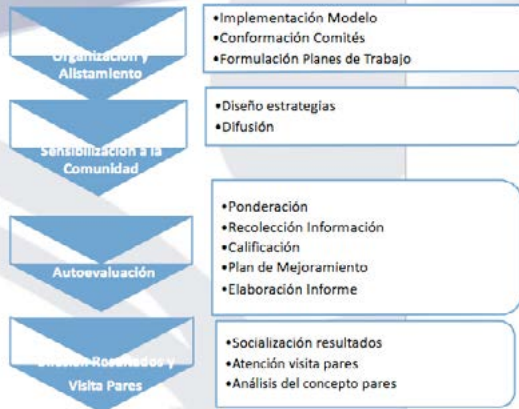 Organización y
Alistamiento
•Implementación Modelo
•Conformación Comités
•Formulación Planes de Trabajo
Sensibilización a la
Comunidad
•Diseño estrategias
•Difusión
Autoevaluación
•Ponderación
•Recolección Información
•Calificación
•Plan de Mejoramiento
•Elaboración Informe
Resultados y
Visita Pares
•Socialización resultados
•Atención visita pares
•Análisis del concepto pares